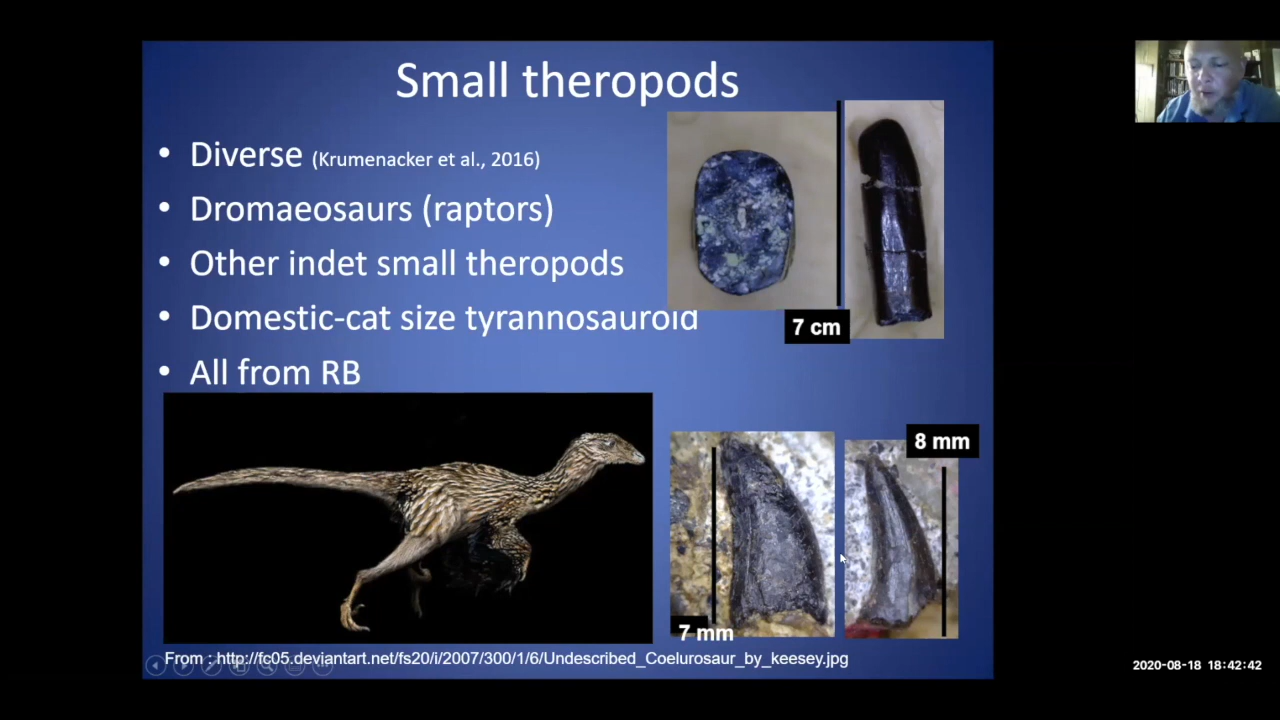 Small theropods
• Diverse (Krumenacker et al., 2016)
• Dromaeosaurs (raptors)
• Other indet small theropods
• Domestic-cat size tyrannosauroid
• All from RB
7 cm
8 mm
7 mm
From : http://fc05.deviantart.net/fs20/i/2007/300/1/6/Undescribed_Coelurosaur_by_keesey.jpg
2020-08-18 18:42:42